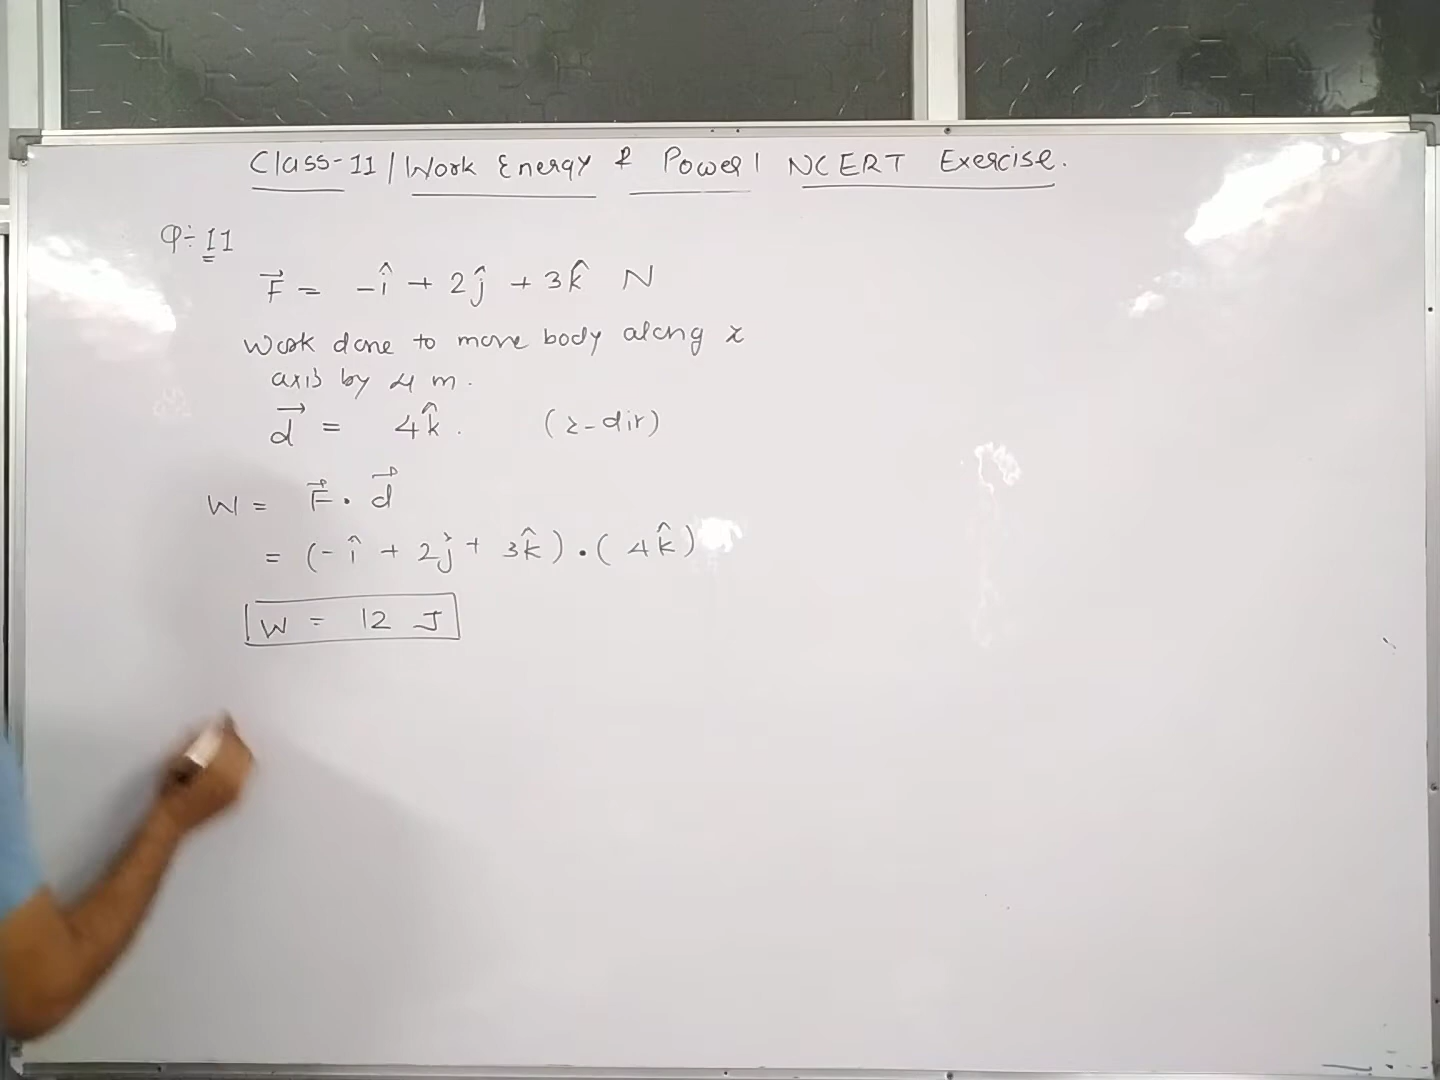 Class-11 / Work Energy & Power | NCERT Exercise.
Q÷11
F⃗ = -î + 2ĵ + 3k̂ N
Work done to move body along z
axis by 4 m.
d⃗ = 4k̂. (z-dir)
W = F⃗ . d⃗
= (-î + 2ĵ + 3k̂) . (4k̂)
W = 12 J